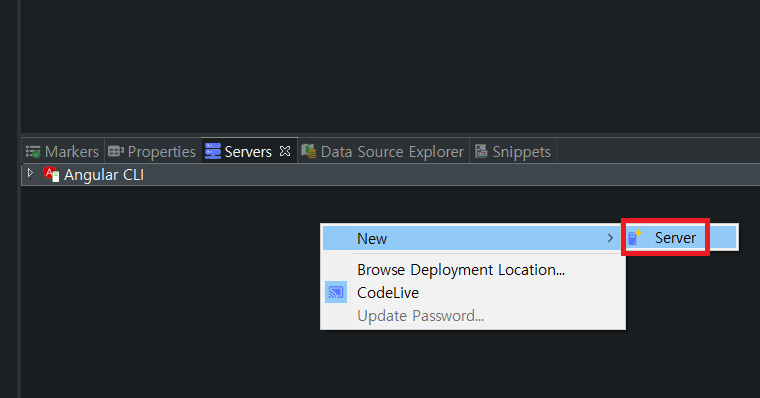 Markers Properties Servers Data Source Explorer Snippets
Angular CLI
New Server
Browse Deployment Location...
CodeLive
Update Password...